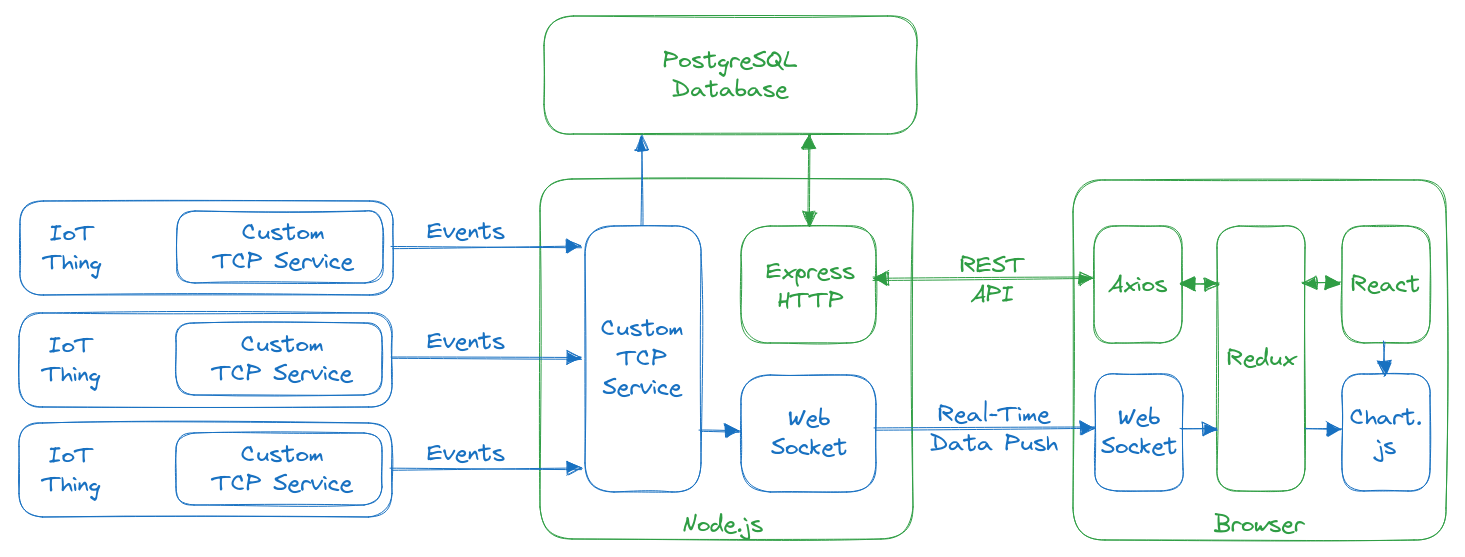 PostgreSQL
Database
IoT
Thing
Custom
TCP Service
Events
IoT
Thing
Custom
TCP Service
Events
IoT
Thing
Custom
TCP Service
Events
Custom
TCP
Service
Express
HTTP
Web
Socket
Node.js
REST
API
Real-Time
Data Push
Axios
Web
Socket
Redux
React
Chart.
js
Browser